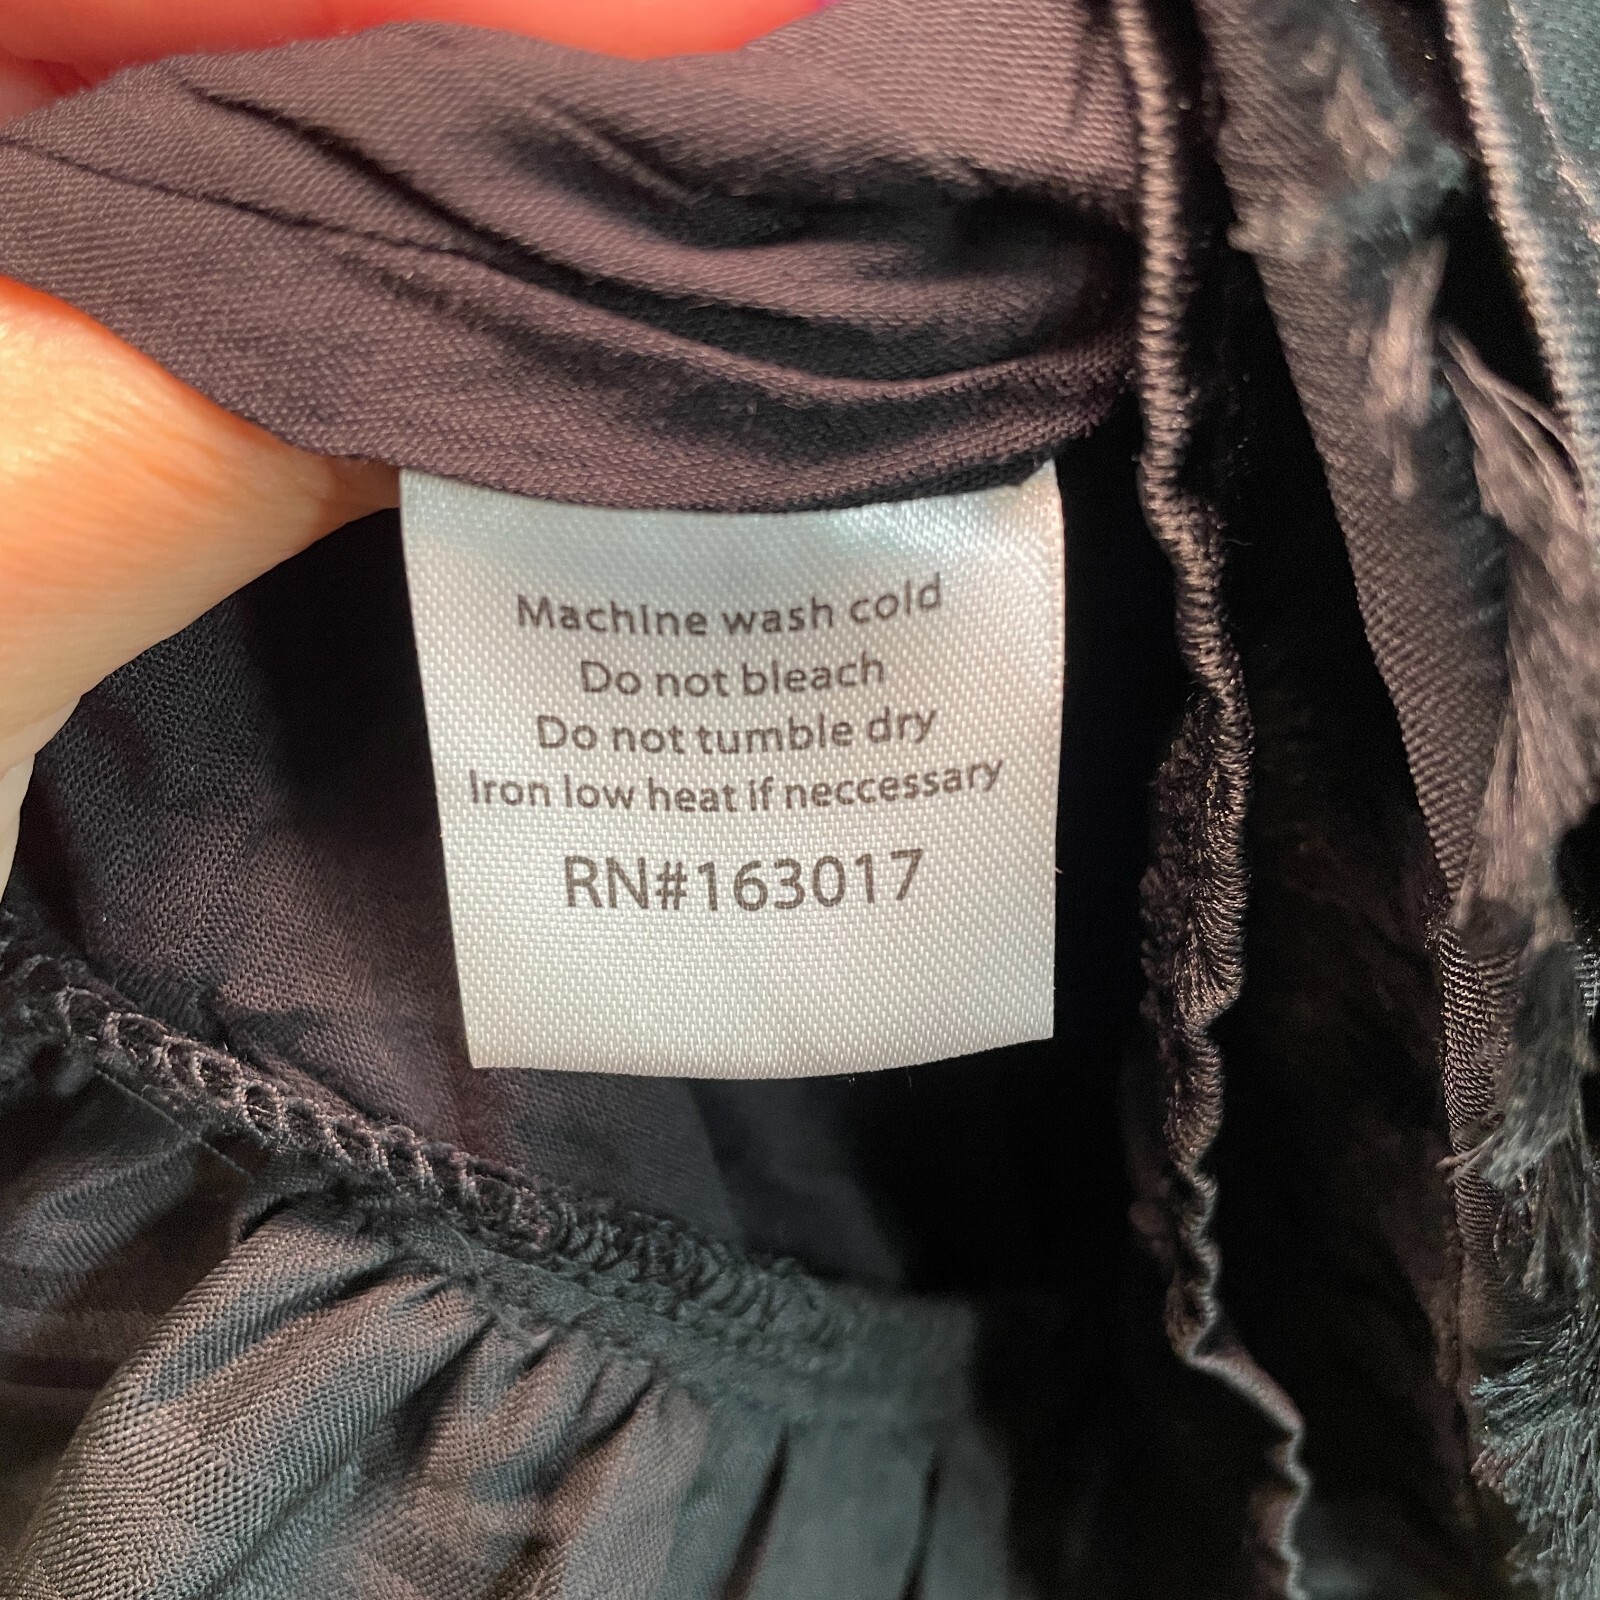 Machine wash cold
Do not bleach
Do not tumble dry
Iron low heat if neccessary
RN#163017